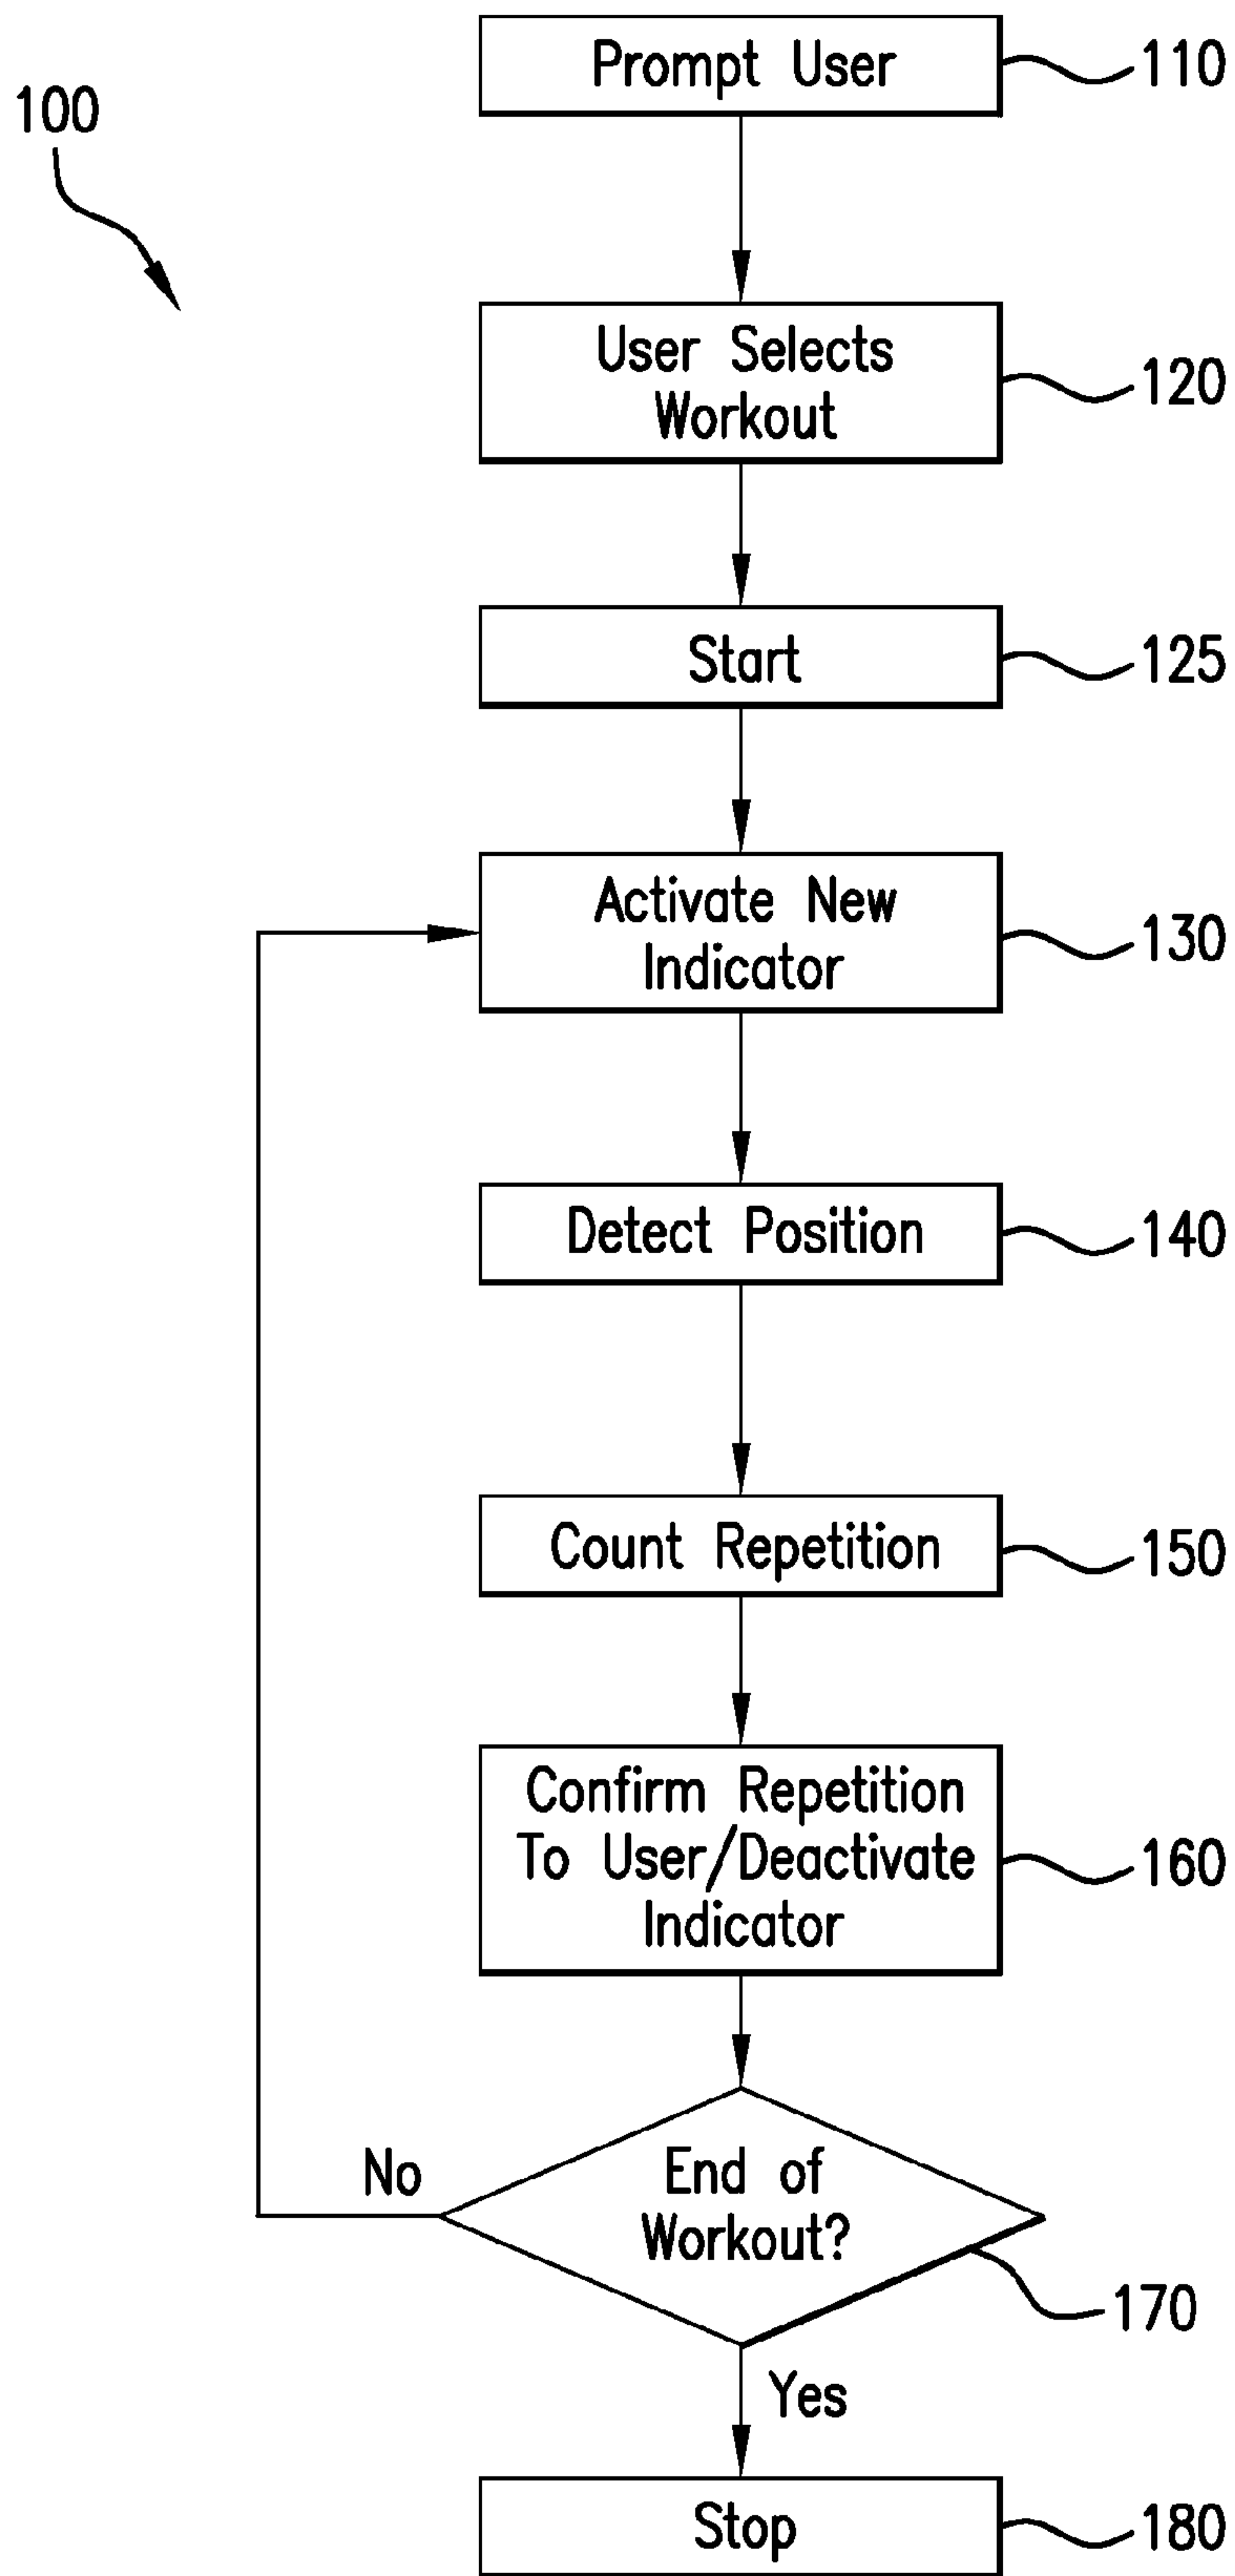 Prompt User
110
100
User Selects
Workout
120
Start
125
Activate New
Indicator
130
Detect Position
140
Count Repetition
150
Confirm Repetition
To User/Deactivate
Indicator
160
No
End of
Workout?
170
Yes
Stop
180